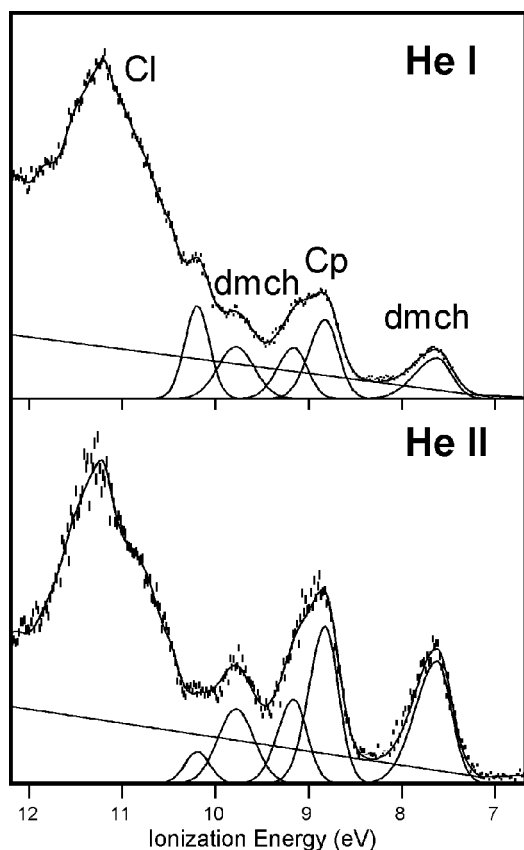 He I
Cl
Cp
dmch
dmch
He II
12 11 10 9 8 7
Ionization Energy (eV)